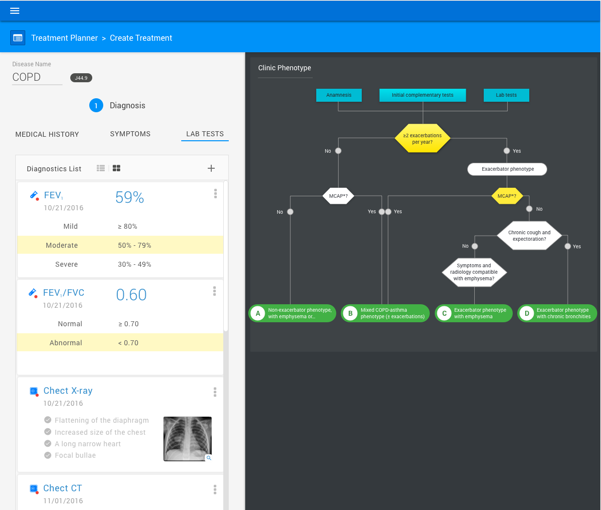 Treatment Planner > Create Treatment
Disease Name
COPD
J44.9
1 Diagnosis
MEDICAL HISTORY
SYMPTOMS
LAB TESTS
Diagnostics List
FEV,
59%
10/21/2016
Mild ≥ 80%
Moderate 50% - 79%
Severe 30% - 49%
FEV,/FVC
0.60
10/21/2016
Normal ≥ 0.70
Abnormal < 0.70
Chect X-ray
10/21/2016
Flattening of the diaphragm
Increased size of the chest
A long narrow heart
Focal bullae
Chect CT
11/01/2016
Clinic Phenotype
Anamnesis
Initial complementary tests
Lab tests
≥2 exacerbations
per year?
No
Yes
Exacerbator phenotype
MCAP*?
MCAP*?
No
Yes
Yes
No
Chronic cough and
expectoration?
No
Yes
Symptoms and
radiology compatible
with emphysema?
A
Non-exacerbator phenotype,
with emphysema or...
B
Mixed COPD-asthma
phenotype (± exacerbations)
C
Exacerbator phenotype
with emphysema
D
Exacerbator phenotype
with chronic bronchities